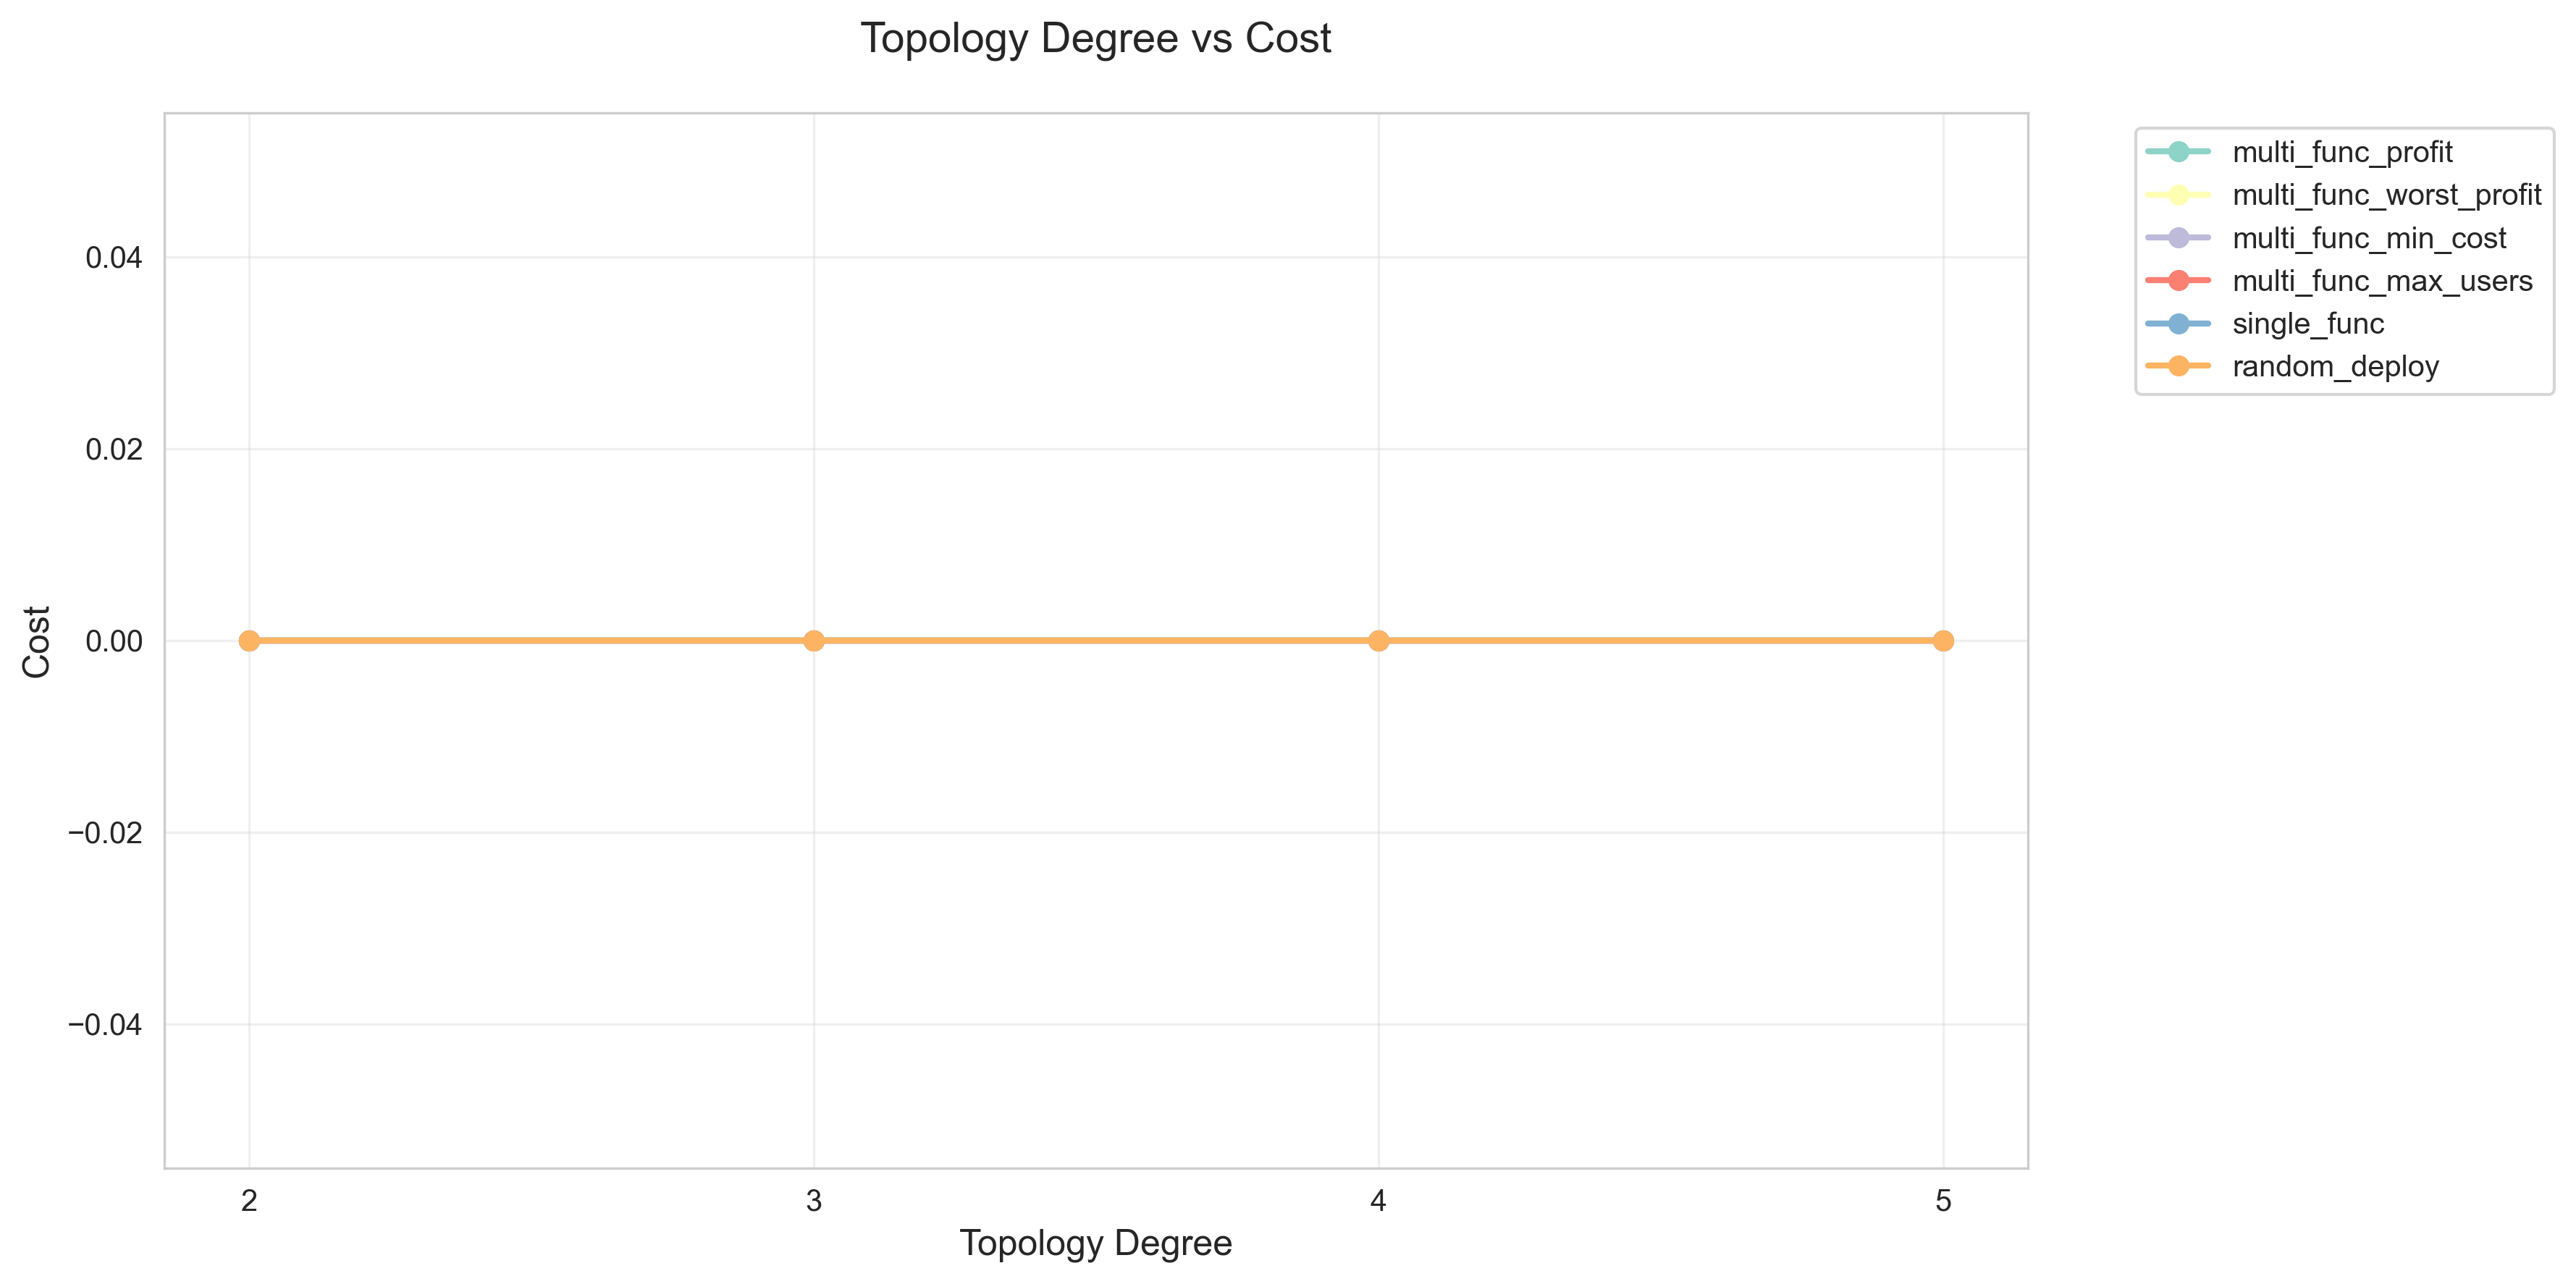 Topology Degree vs Cost
multi_func_profit
multi_func_worst_profit
multi_func_min_cost
multi_func_max_users
single_func
random_deploy
Cost
0.04
0.02
0.00
−0.02
−0.04
2 3 4 5
Topology Degree